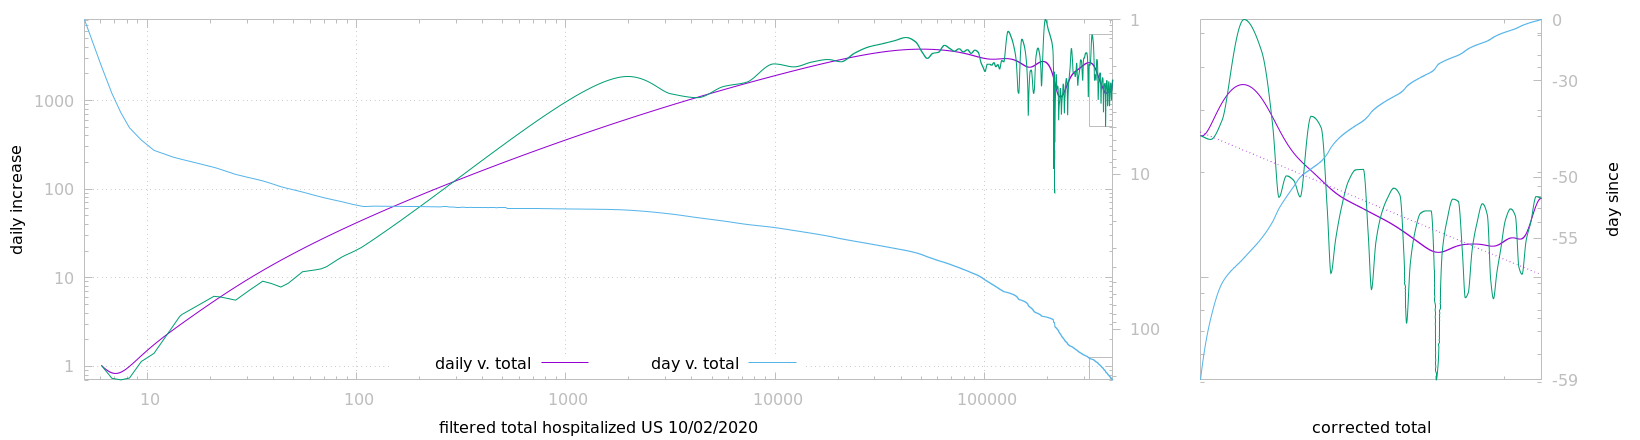 daily increase
1000
100
10
1
10
100
1000
10000
100000
1
10
100
daily v. total
day v. total
filtered total hospitalized US 10/02/2020
0
-30
-50
-55
-59
day since
corrected total